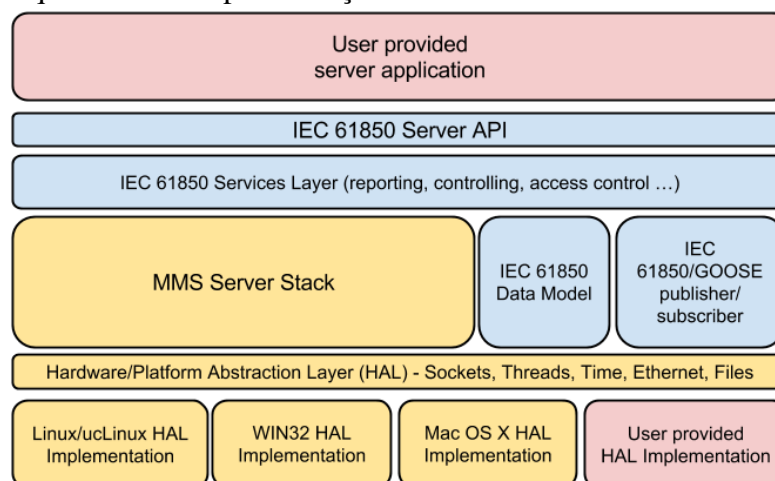 User provided
server application
IEC 61850 Server API
IEC 61850 Services Layer (reporting, controlling, access control ...)
MMS Server Stack
IEC 61850
Data Model
IEC
61850/GOOSE
publisher/
subscriber
Hardware/Platform Abstraction Layer (HAL) - Sockets, Threads, Time, Ethernet, Files
Linux/ucLinux HAL
Implementation
WIN32 HAL
Implementation
Mac OS X HAL
Implementation
User provided
HAL Implementation